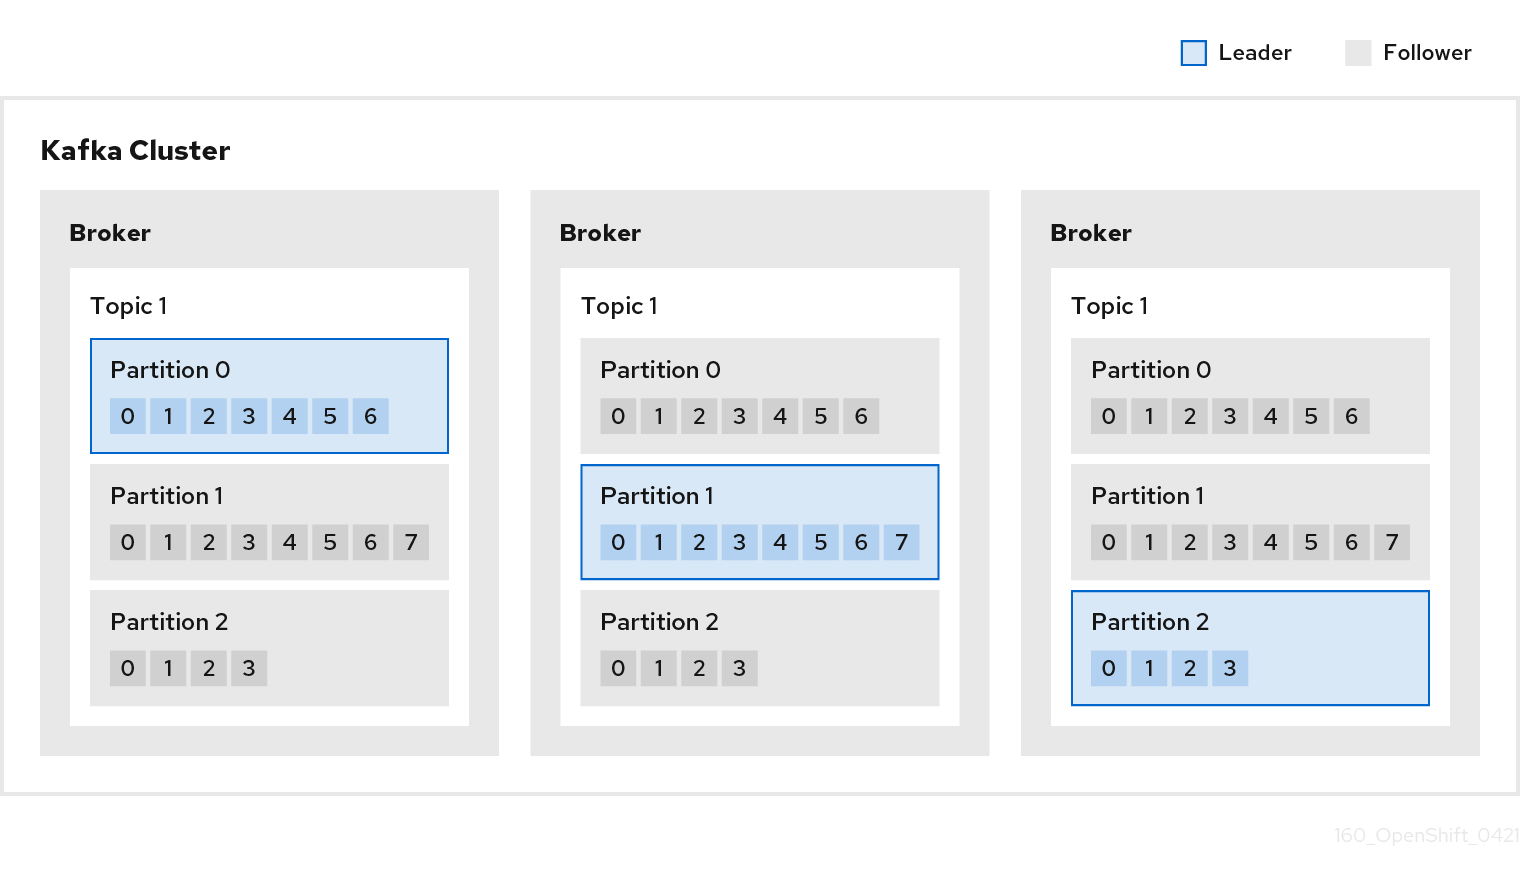 Leader Follower
Kafka Cluster
Broker
Topic 1
Partition 0
0 1 2 3 4 5 6
Partition 1
0 1 2 3 4 5 6 7
Partition 2
0 1 2 3
Broker
Topic 1
Partition 0
0 1 2 3 4 5 6
Partition 1
0 1 2 3 4 5 6 7
Partition 2
0 1 2 3
Broker
Topic 1
Partition 0
0 1 2 3 4 5 6
Partition 1
0 1 2 3 4 5 6 7
Partition 2
0 1 2 3
160_OpenShift_0421